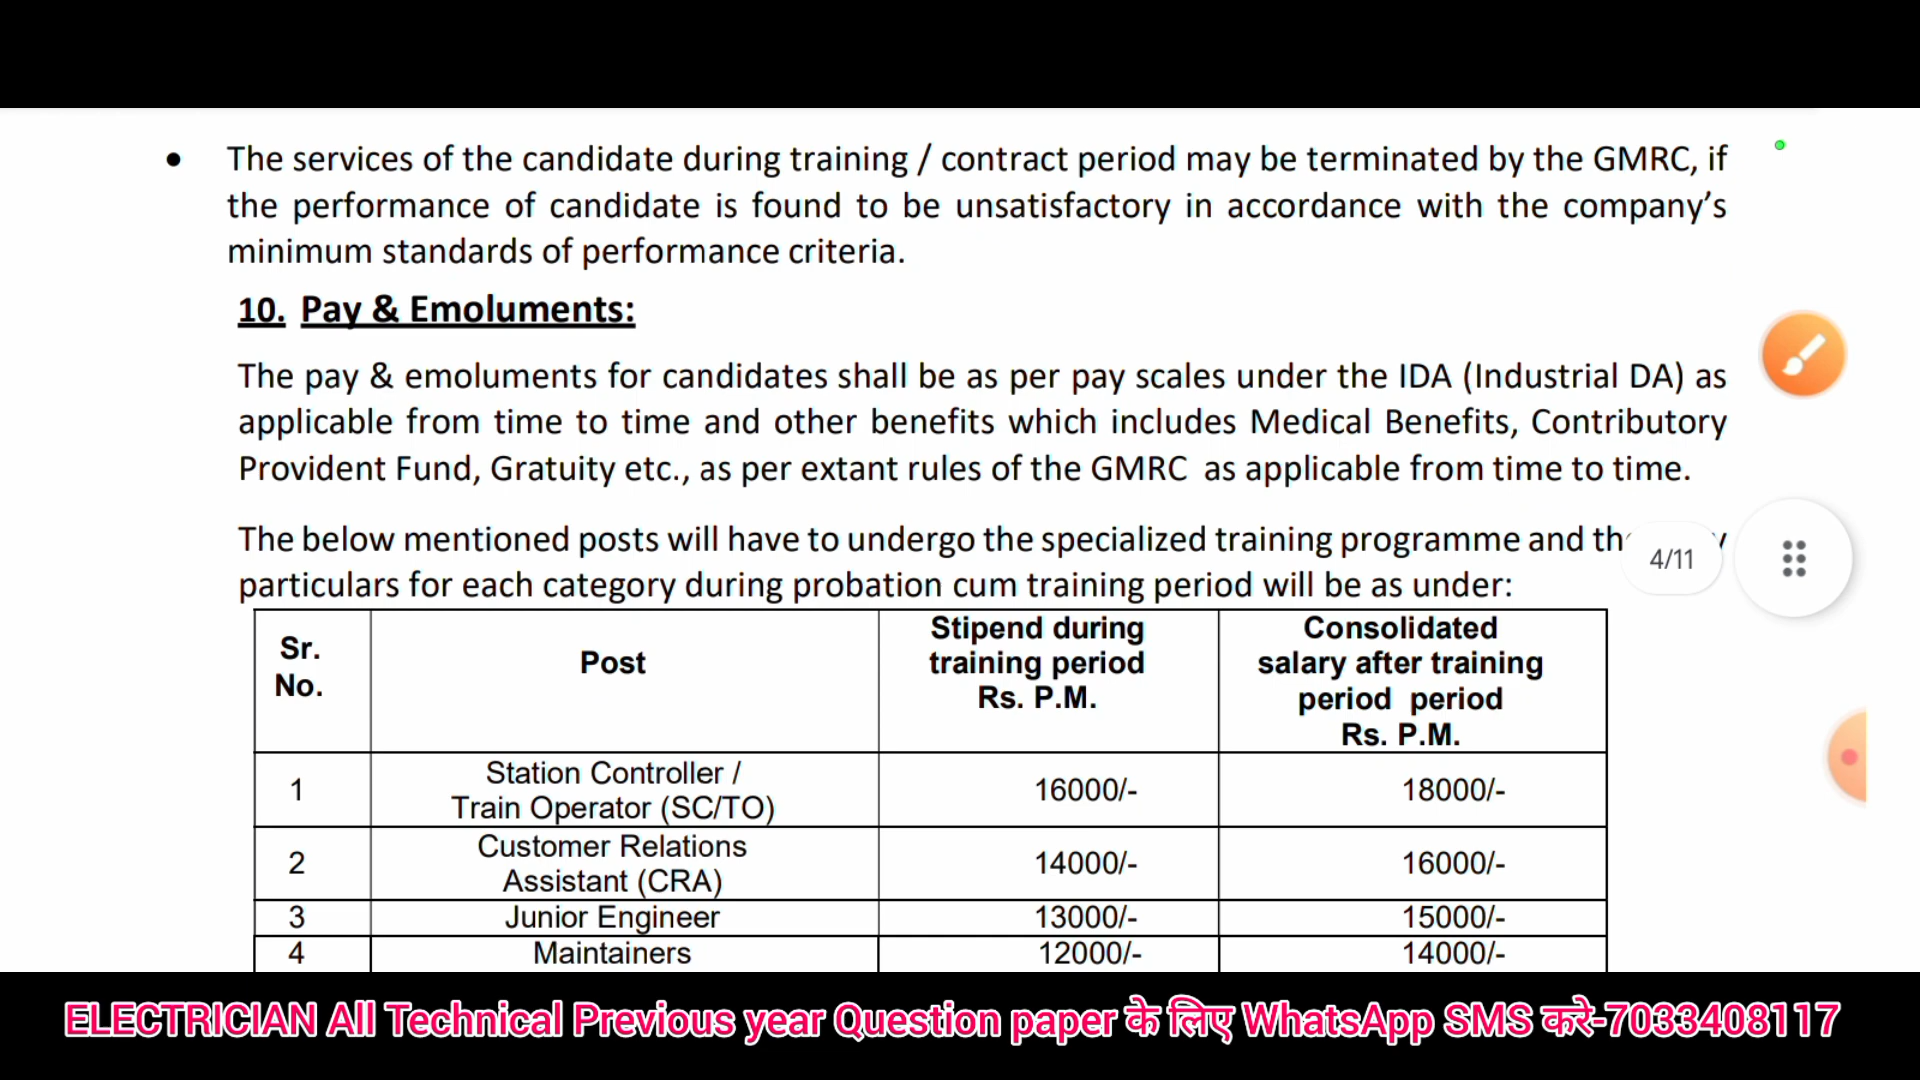 • The services of the candidate during training / contract period may be terminated by the GMRC, if
the performance of candidate is found to be unsatisfactory in accordance with the company's
minimum standards of performance criteria.
10. Pay & Emoluments:
The pay & emoluments for candidates shall be as per pay scales under the IDA (Industrial DA) as
applicable from time to time and other benefits which includes Medical Benefits, Contributory
Provident Fund, Gratuity etc., as per extant rules of the GMRC as applicable from time to time.
The below mentioned posts will have to undergo the specialized training programme and
4/11
particulars for each category during probation cum training period will be as under:
Sr. No. Post Stipend during training period Rs. P.M. Consolidated salary after training period period Rs. P.M.
1 Station Controller / Train Operator (SC/TO) 16000/- 18000/-
2 Customer Relations Assistant (CRA) 14000/- 16000/-
3 Junior Engineer 13000/- 15000/-
4 Maintainers 12000/- 14000/-
ELECTRICIAN All Technical Previous year Question paper के लिए WhatsApp SMS करे-7033408117